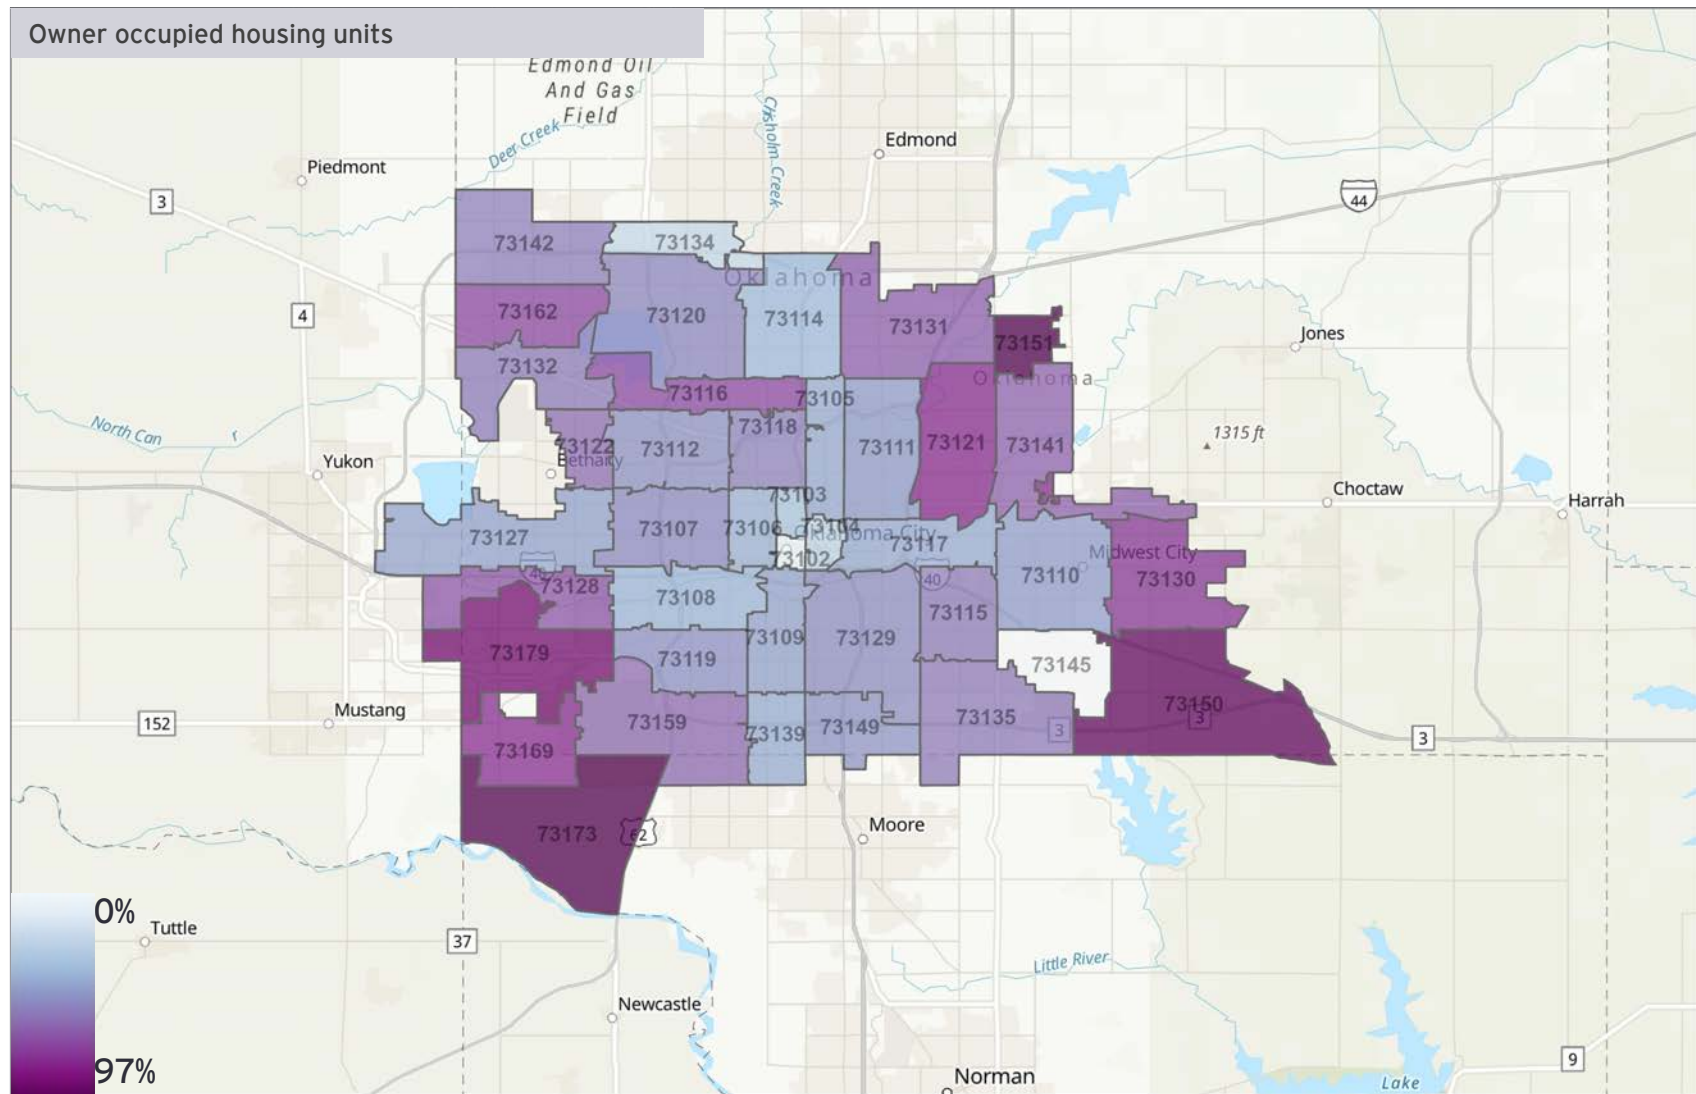 Owner occupied housing units
Edmond Oil
And Gas
Field
Chisholm Creek
Deer Creek
Edmond
Piedmont
3
44
4
73142
73134
Oklahoma
73162
73120
73114
73131
73151
Jones
73132
Oklahoma
73116
73105
North Can
r
73118
73122
73112
73111
73121
73141
1315 ft
Yukon
Bethany
Choctaw
Harrah
73103
73127
73107
73106
73104
Oklahoma City
73117
73102
Midwest City
40
40
73110
73130
73128
73108
73115
73109
73129
73179
73119
73145
152
Mustang
73159
73150
73135
3
3
3
73169
73139
73149
73173
62
Moore
0%
Tuttle
37
Little River
Newcastle
97%
9
Norman
Lake